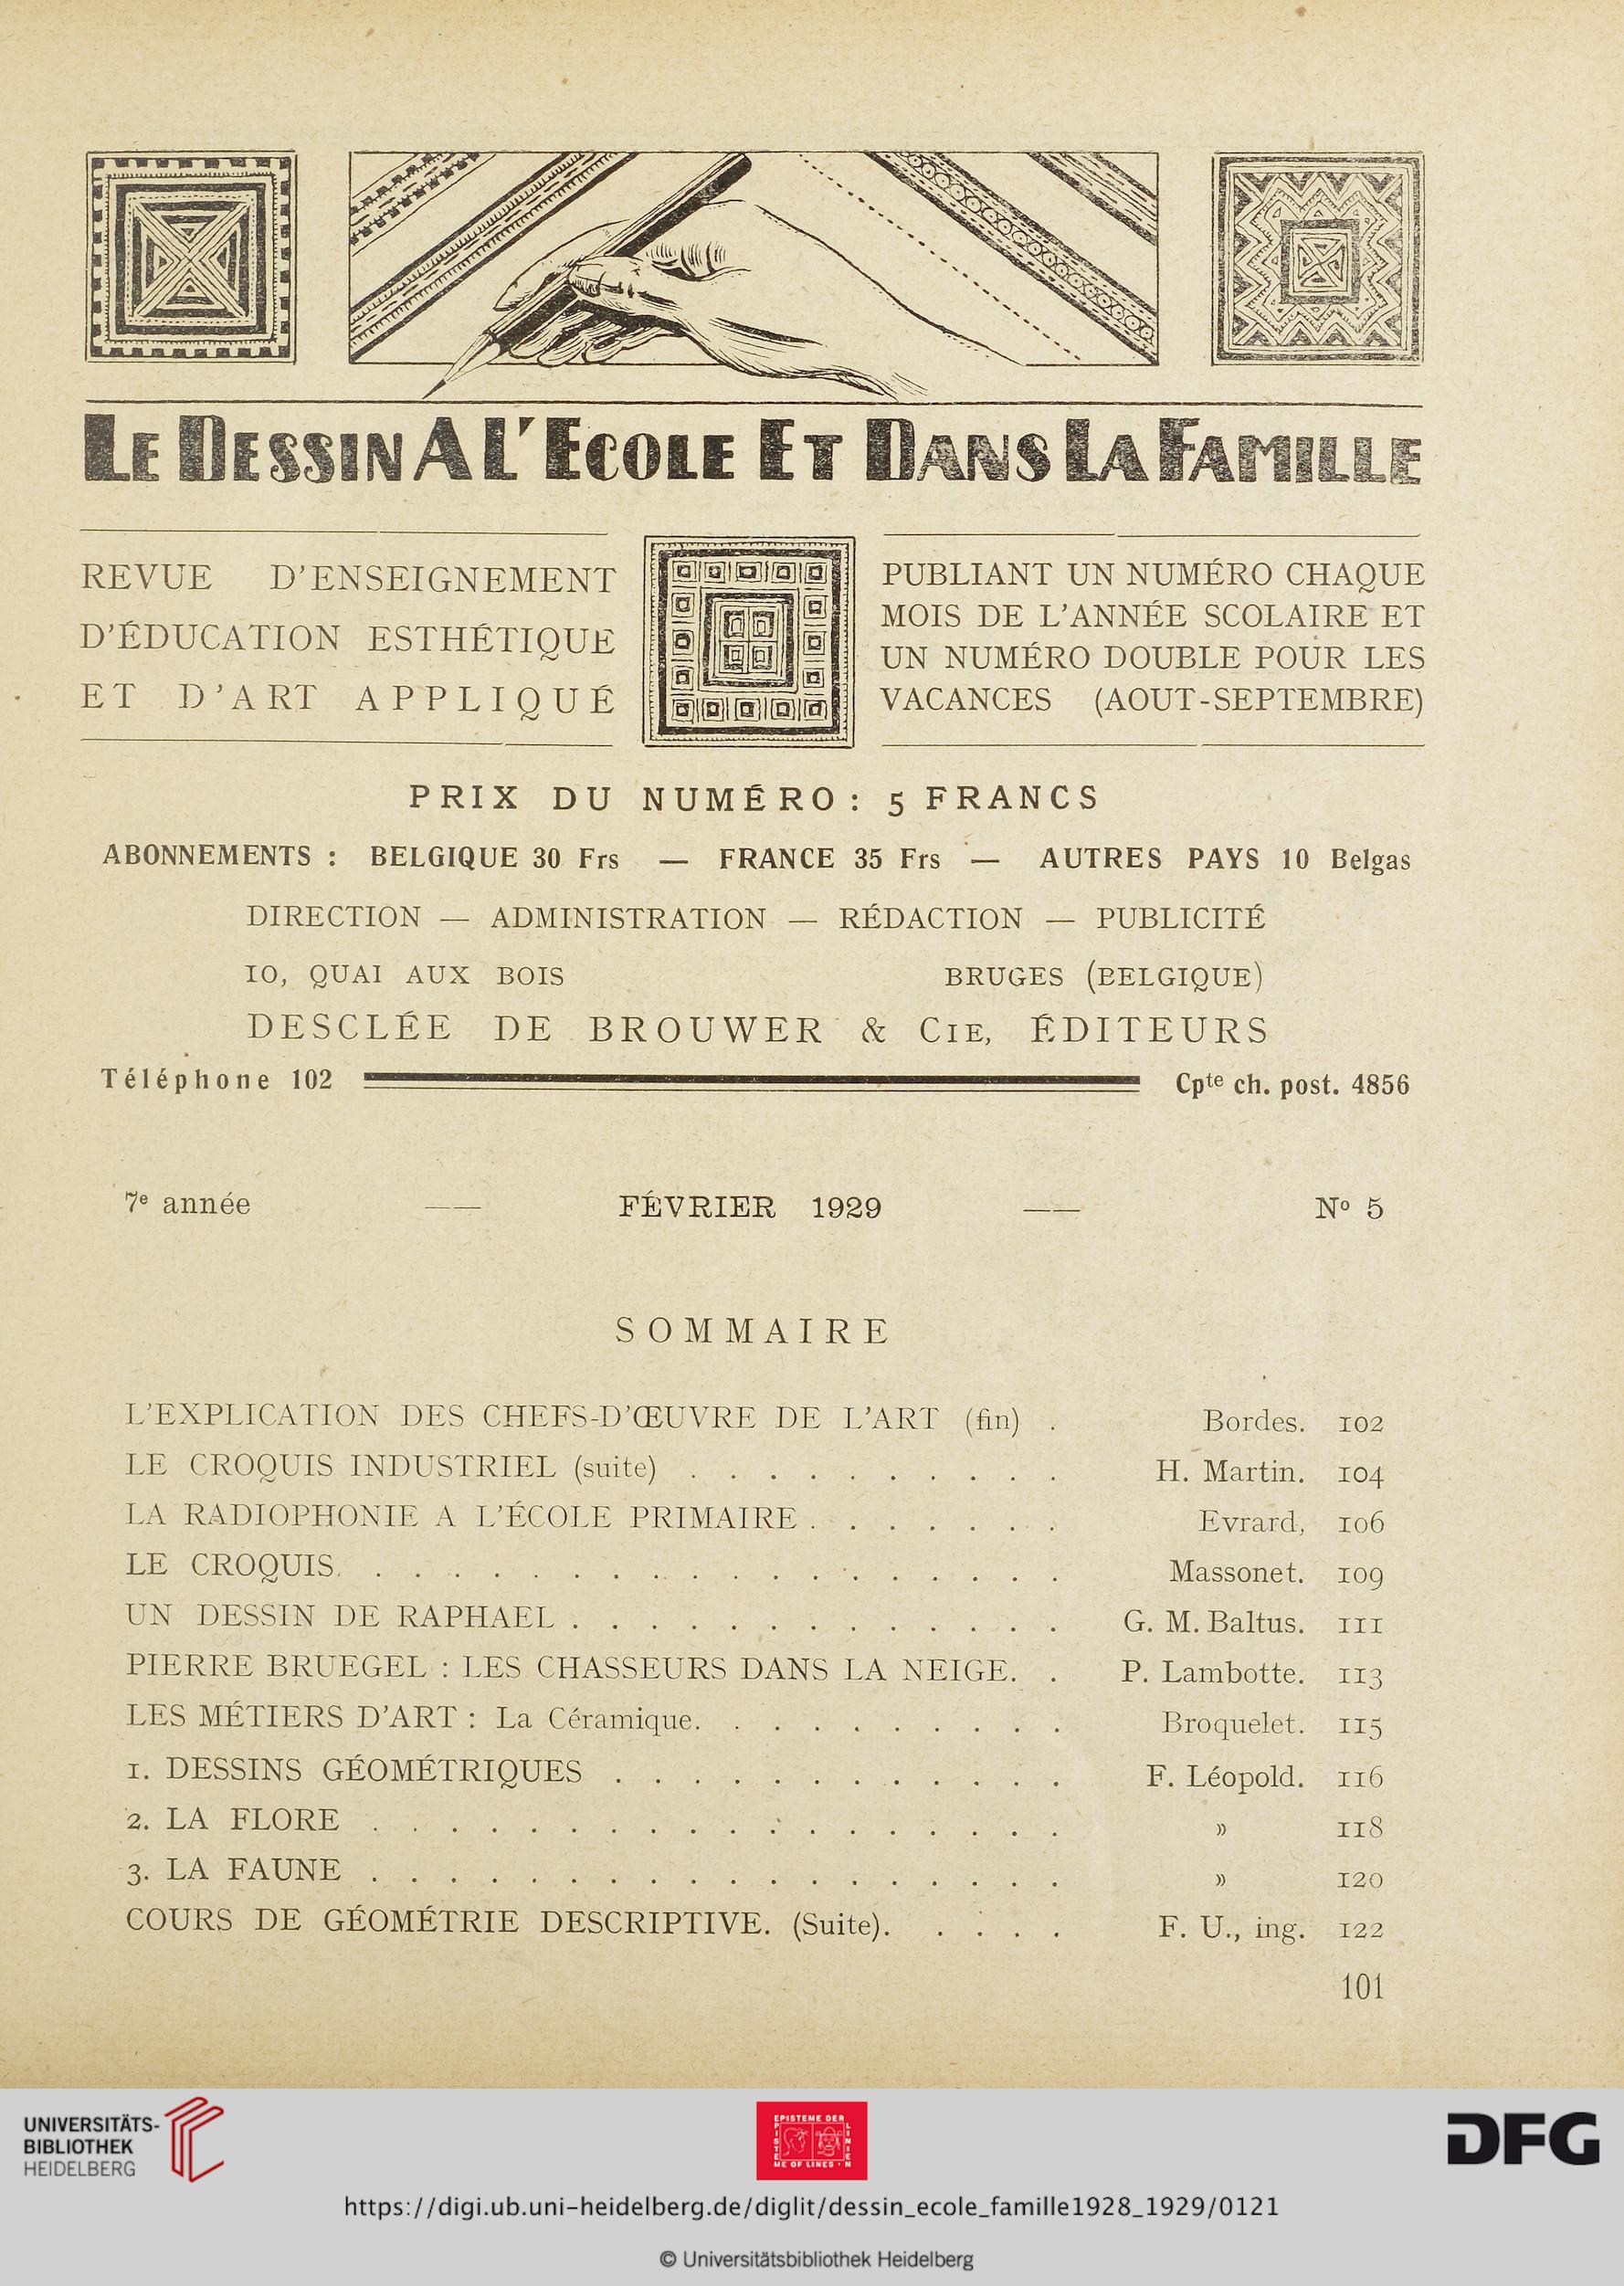 LE DESSIN A L'ECOLE ET DANS LA FAMILLE
REVUE D'ENSEIGNEMENT
D'ÉDUCATION ESTHÉTIQUE
ET D'ART APPLIQUÉ
PUBLIANT UN NUMÉRO CHAQUE
MOIS DE L'ANNÉE SCOLAIRE ET
UN NUMÉRO DOUBLE POUR LES
VACANCES (AOUT-SEPTEMBRE)
PRIX DU NUMÉRO: 5 FRANCS
ABONNEMENTS : BELGIQUE 30 Frs — FRANCE 35 Frs — AUTRES PAYS 10 Belgas
DIRECTION — ADMINISTRATION — RÉDACTION — PUBLICITÉ
10, QUAI AUX BOIS BRUGES (BELGIQUE)
DESCLÉE DE BROUWER & CIE, ÉDITEURS
Téléphone 102 Cpte ch. post. 4856
7e année —— FÉVRIER 1929 —— No 5
SOMMAIRE
L'EXPLICATION DES CHEFS-D'ŒUVRE DE L'ART (fin) . Bordes. 102
LE CROQUIS INDUSTRIEL (suite) . . . . . . . . . . H. Martin. 104
LA RADIOPHONIE A L'ÉCOLE PRIMAIRE . . . . . . . Evrard, 106
LE CROQUIS. . . . . . . . . . . . . . . . . . . Massonet. 109
UN DESSIN DE RAPHAEL . . . . . . . . . . . . . G. M. Baltus. 111
PIERRE BRUEGEL : LES CHASSEURS DANS LA NEIGE. . P. Lambotte. 113
LES MÉTIERS D'ART : La Céramique. . . . . . . . . . Broquelet. 115
1. DESSINS GÉOMÉTRIQUES . . . . . . . . . . . . F. Léopold. 116
2. LA FLORE . . . . . . . . . . . . . . . . . . » 118
3. LA FAUNE . . . . . . . . . . . . . . . . . . » 120
COURS DE GÉOMÉTRIE DESCRIPTIVE. (Suite). . . . . F. U., ing. 122
101
UNIVERSITÄTS-
BIBLIOTHEK
HEIDELBERG
EPISTEME DER
LINIEN
EPISTE
ME OF LINES
DFG
https://digi.ub.uni-heidelberg.de/diglit/dessin_ecole_famille1928_1929/0121
© Universitätsbibliothek Heidelberg